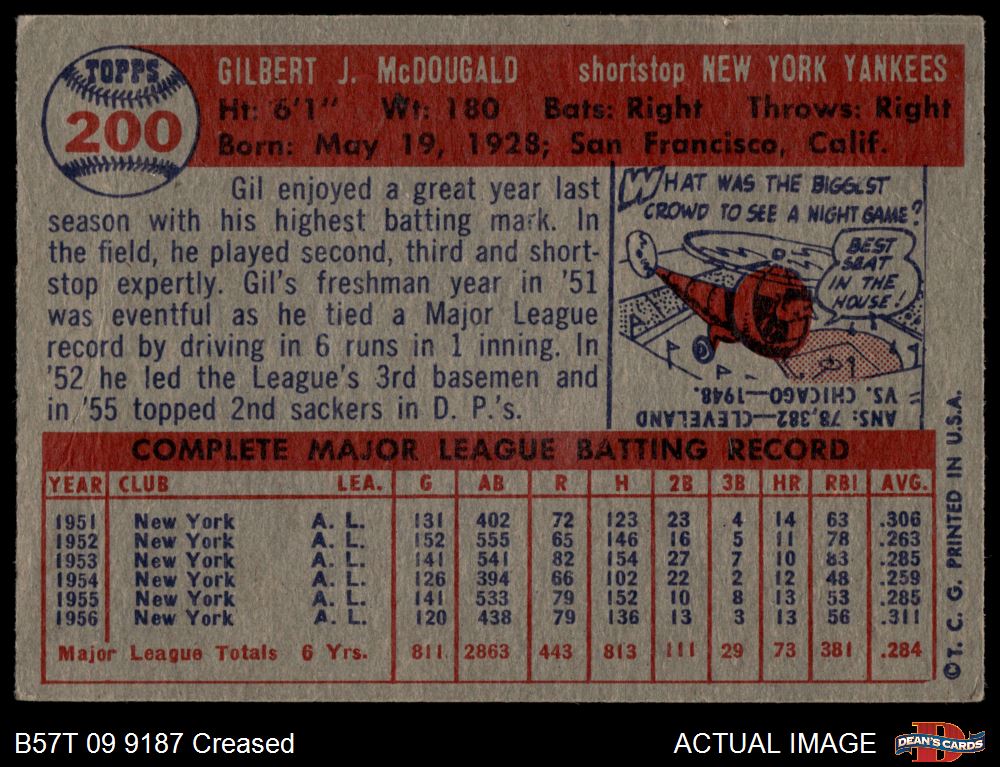 TOPPS
200
GILBERT J. McDOUGALD shortstop NEW YORK YANKEES
Ht: 6'1" Wt: 180 Bats: Right Throws: Right
Born: May 19, 1928; San Francisco, Calif.
Gil enjoyed a great year last
season with his highest batting mark. In
the field, he played second, third and short-
stop expertly. Gil's freshman year in '51
was eventful as he tied a Major League
record by driving in 6 runs in 1 inning. In
'52 he led the League's 3rd basemen and
in '55 topped 2nd sackers in D. P.'s.
WHAT WAS THE BIGGEST
CROWD TO SEE A NIGHT GAME?
BEST
SEAT
IN THE
HOUSE!
ANS: 78,382—CLEVELAND
VS. CHICAGO—1948.
COMPLETE MAJOR LEAGUE BATTING RECORD
YEAR CLUB LEA. G AB R H 2B 3B HR RBI AVG.
1951 New York A. L. 131 402 72 123 23 4 14 63 .306
1952 New York A. L. 152 555 65 146 16 5 11 78 .263
1953 New York A. L. 141 541 82 154 27 7 10 83 .285
1954 New York A. L. 126 394 66 102 22 2 12 48 .259
1955 New York A. L. 141 533 79 152 10 8 13 53 .285
1956 New York A. L. 120 438 79 136 13 3 13 56 .311
Major League Totals 6 Yrs. 811 2863 443 813 111 29 73 381 .284
©T. C. G. PRINTED IN U.S.A.
B57T 09 9187 Creased
ACTUAL IMAGE
D
DEAN'S CARDS